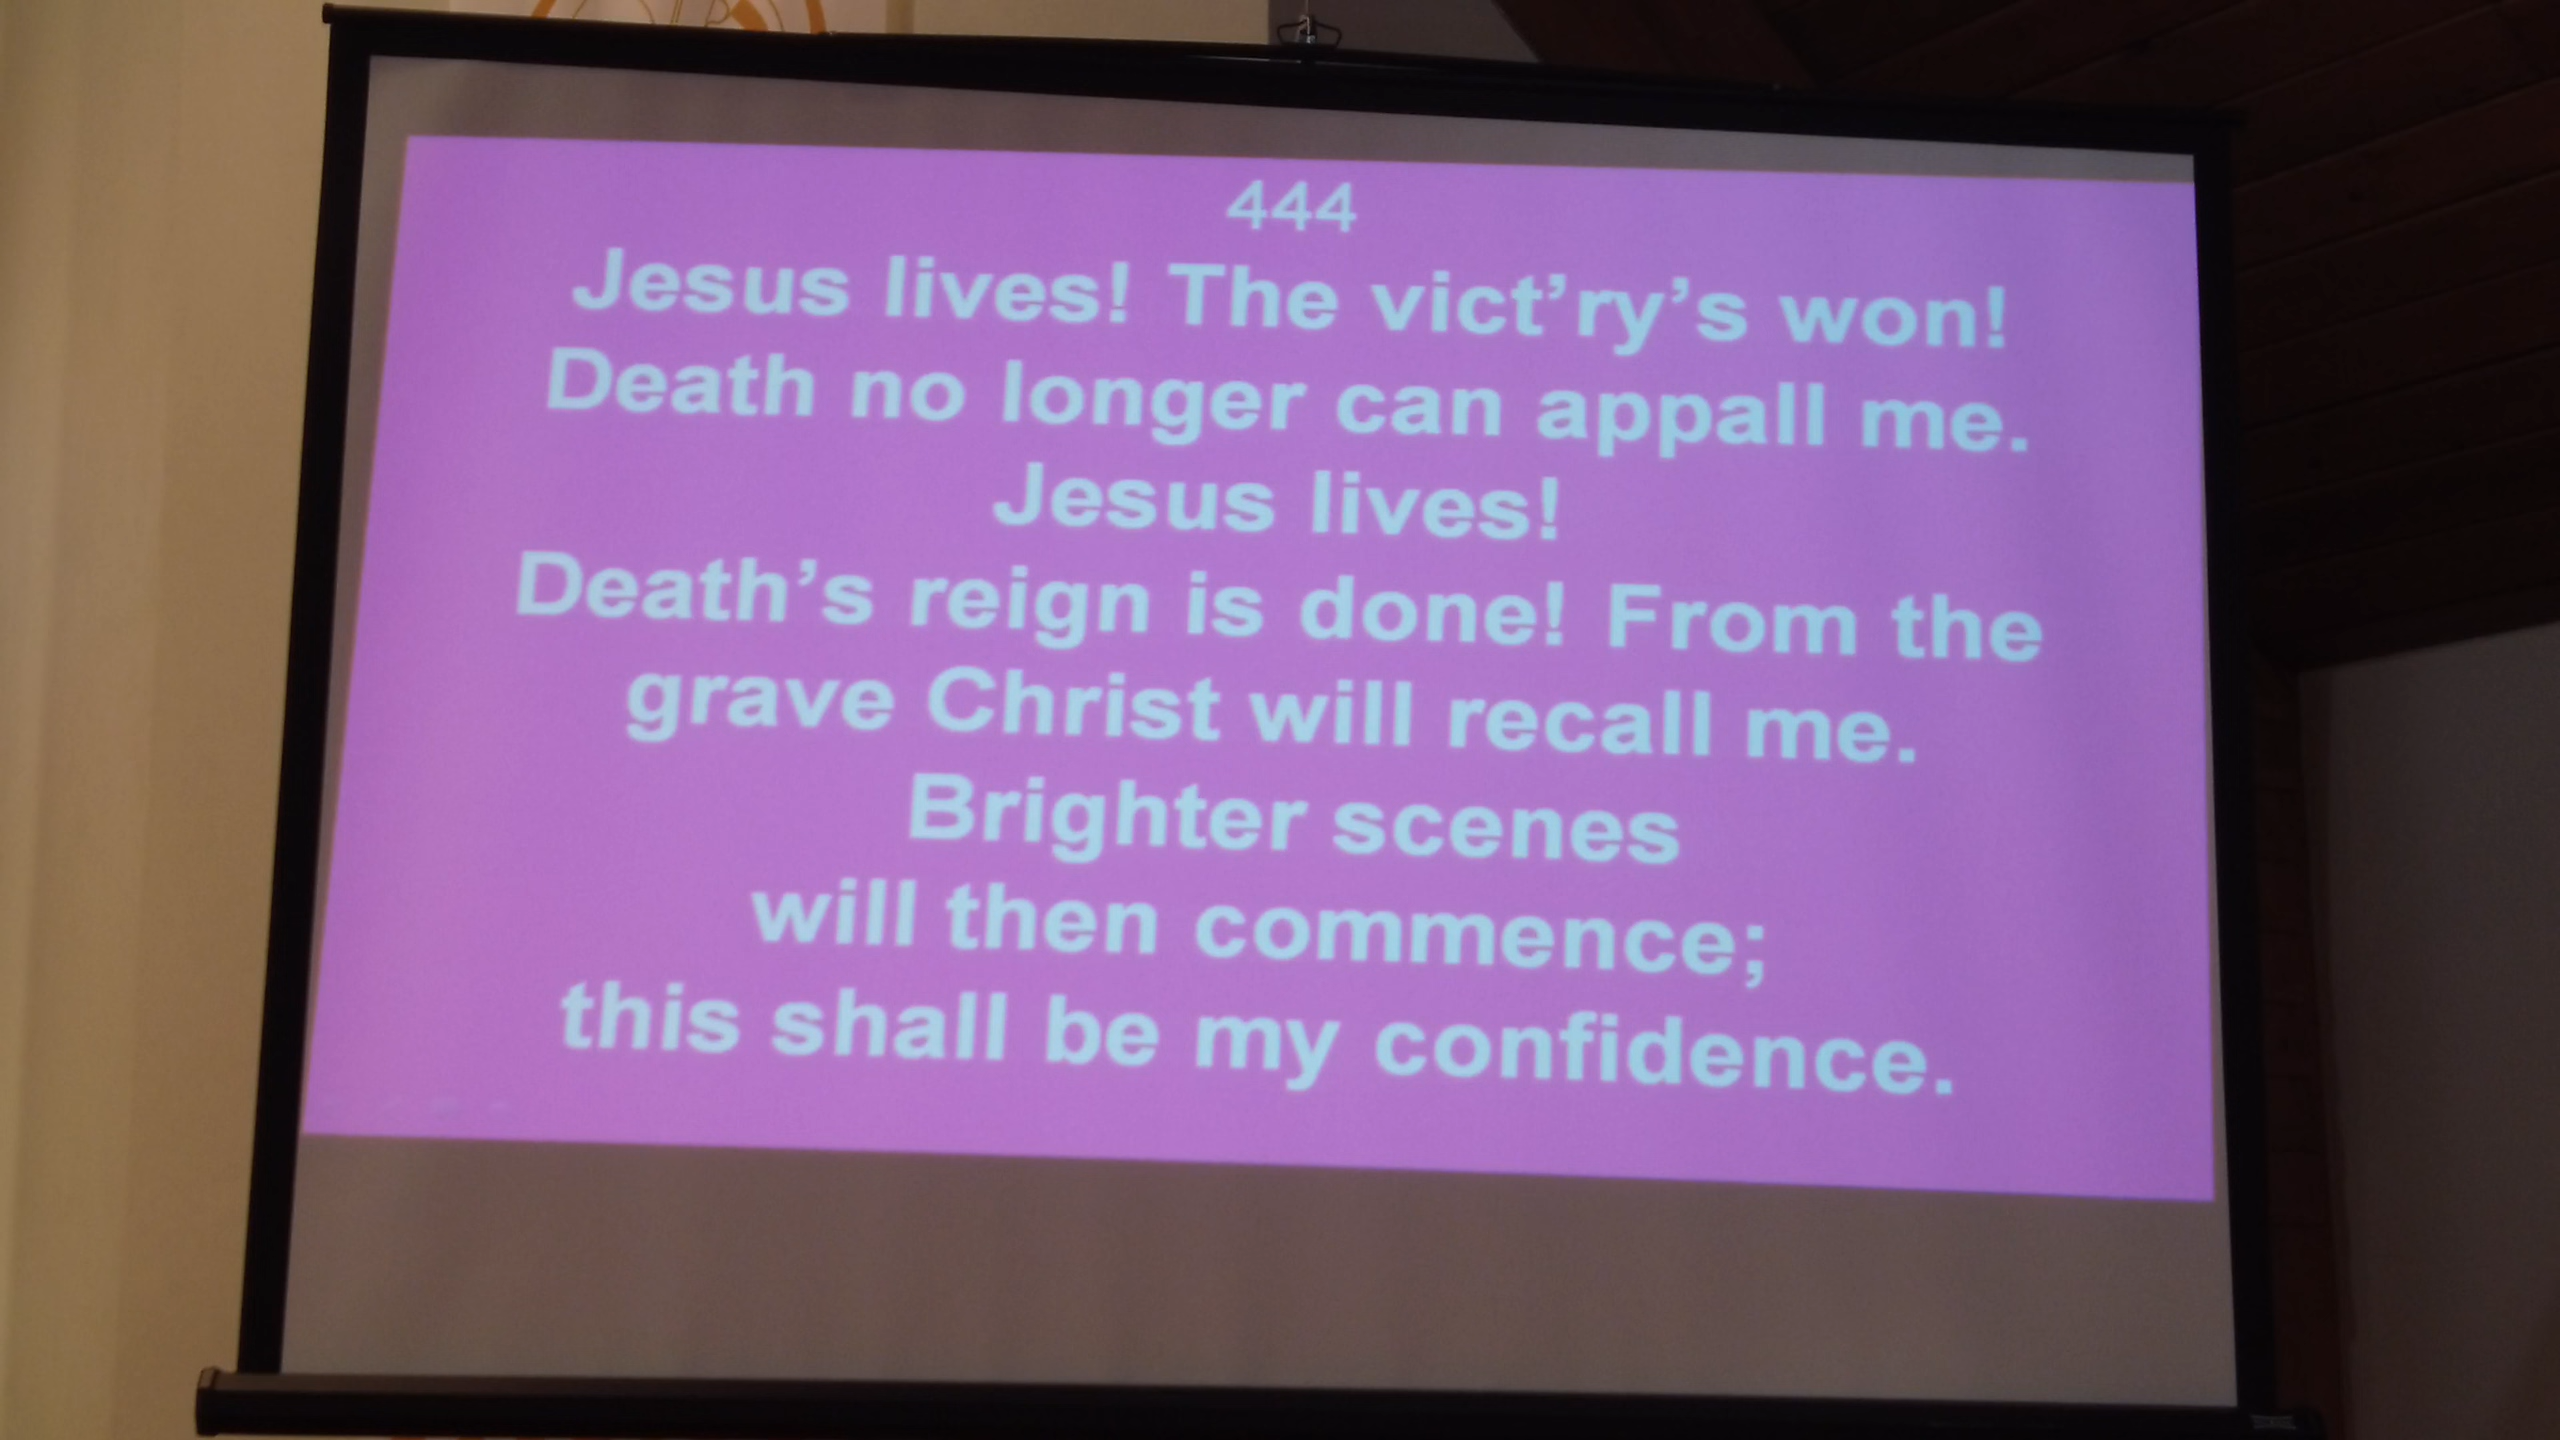 444
Jesus lives! The vict’ry’s won!
Death no longer can appall me.
Jesus lives!
Death’s reign is done! From the
grave Christ will recall me.
Brighter scenes
will then commence;
this shall be my confidence.